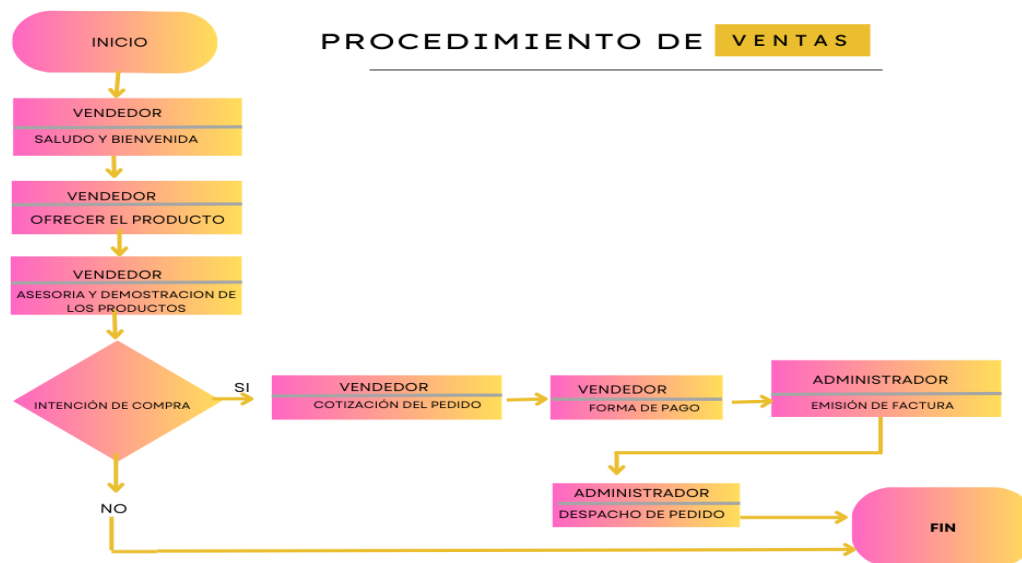 INICIO
PROCEDIMIENTO DE VENTAS
VENDEDOR
SALUDO Y BIENVENIDA
VENDEDOR
OFRECER EL PRODUCTO
VENDEDOR
ASESORIA Y DEMOSTRACION DE
LOS PRODUCTOS
INTENCIÓN DE COMPRA
SI
VENDEDOR
COTIZACIÓN DEL PEDIDO
VENDEDOR
FORMA DE PAGO
ADMINISTRADOR
EMISIÓN DE FACTURA
ADMINISTRADOR
DESPACHO DE PEDIDO
NO
FIN